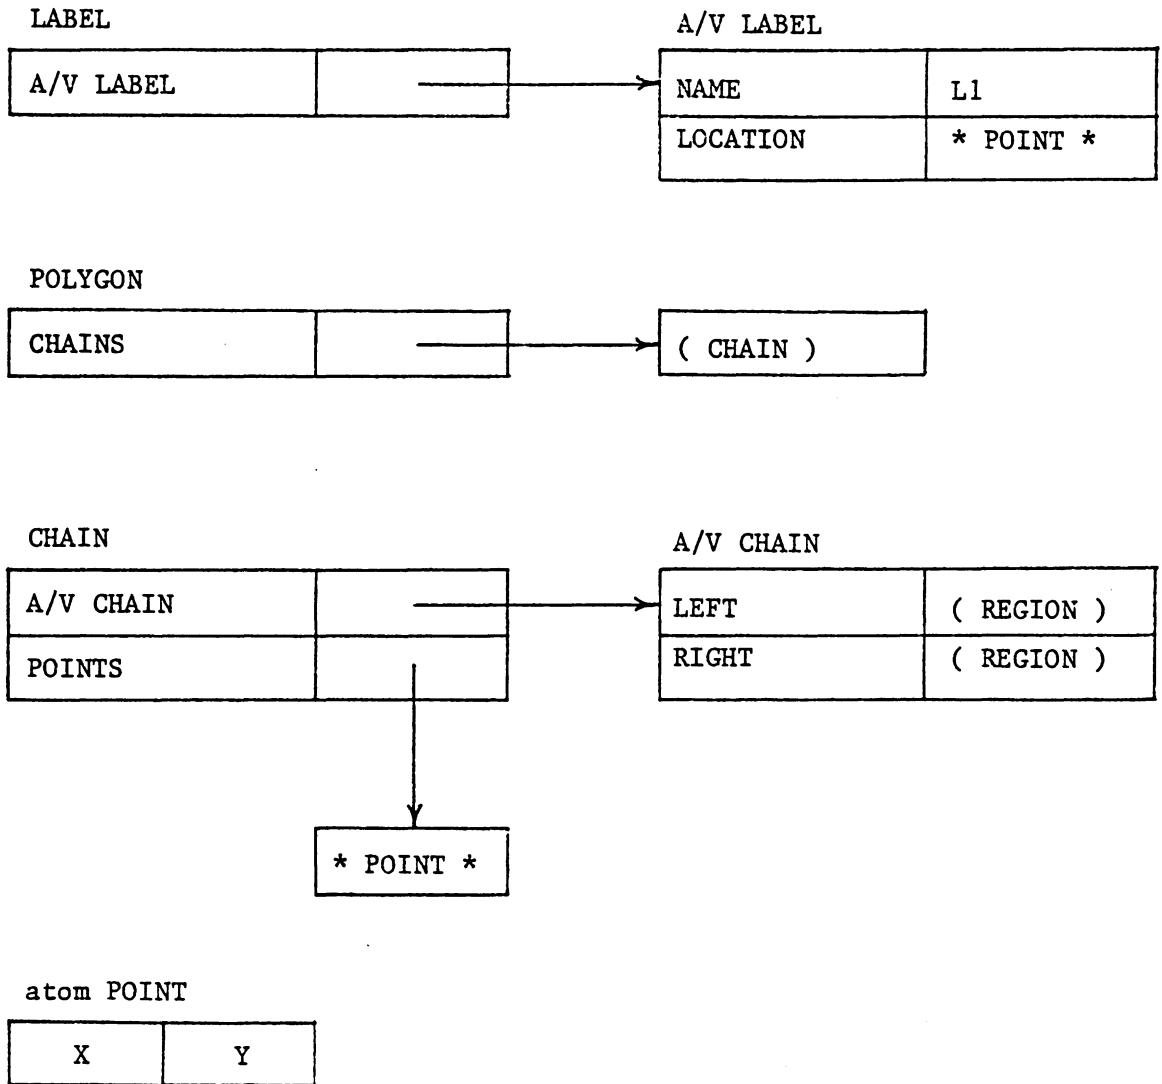 LABEL
A/V LABEL
A/V LABEL
NAME L1
LOCATION * POINT *
POLYGON
CHAINS
( CHAIN )
CHAIN
A/V CHAIN
A/V CHAIN
LEFT ( REGION )
POINTS
RIGHT ( REGION )
* POINT *
atom POINT
X Y